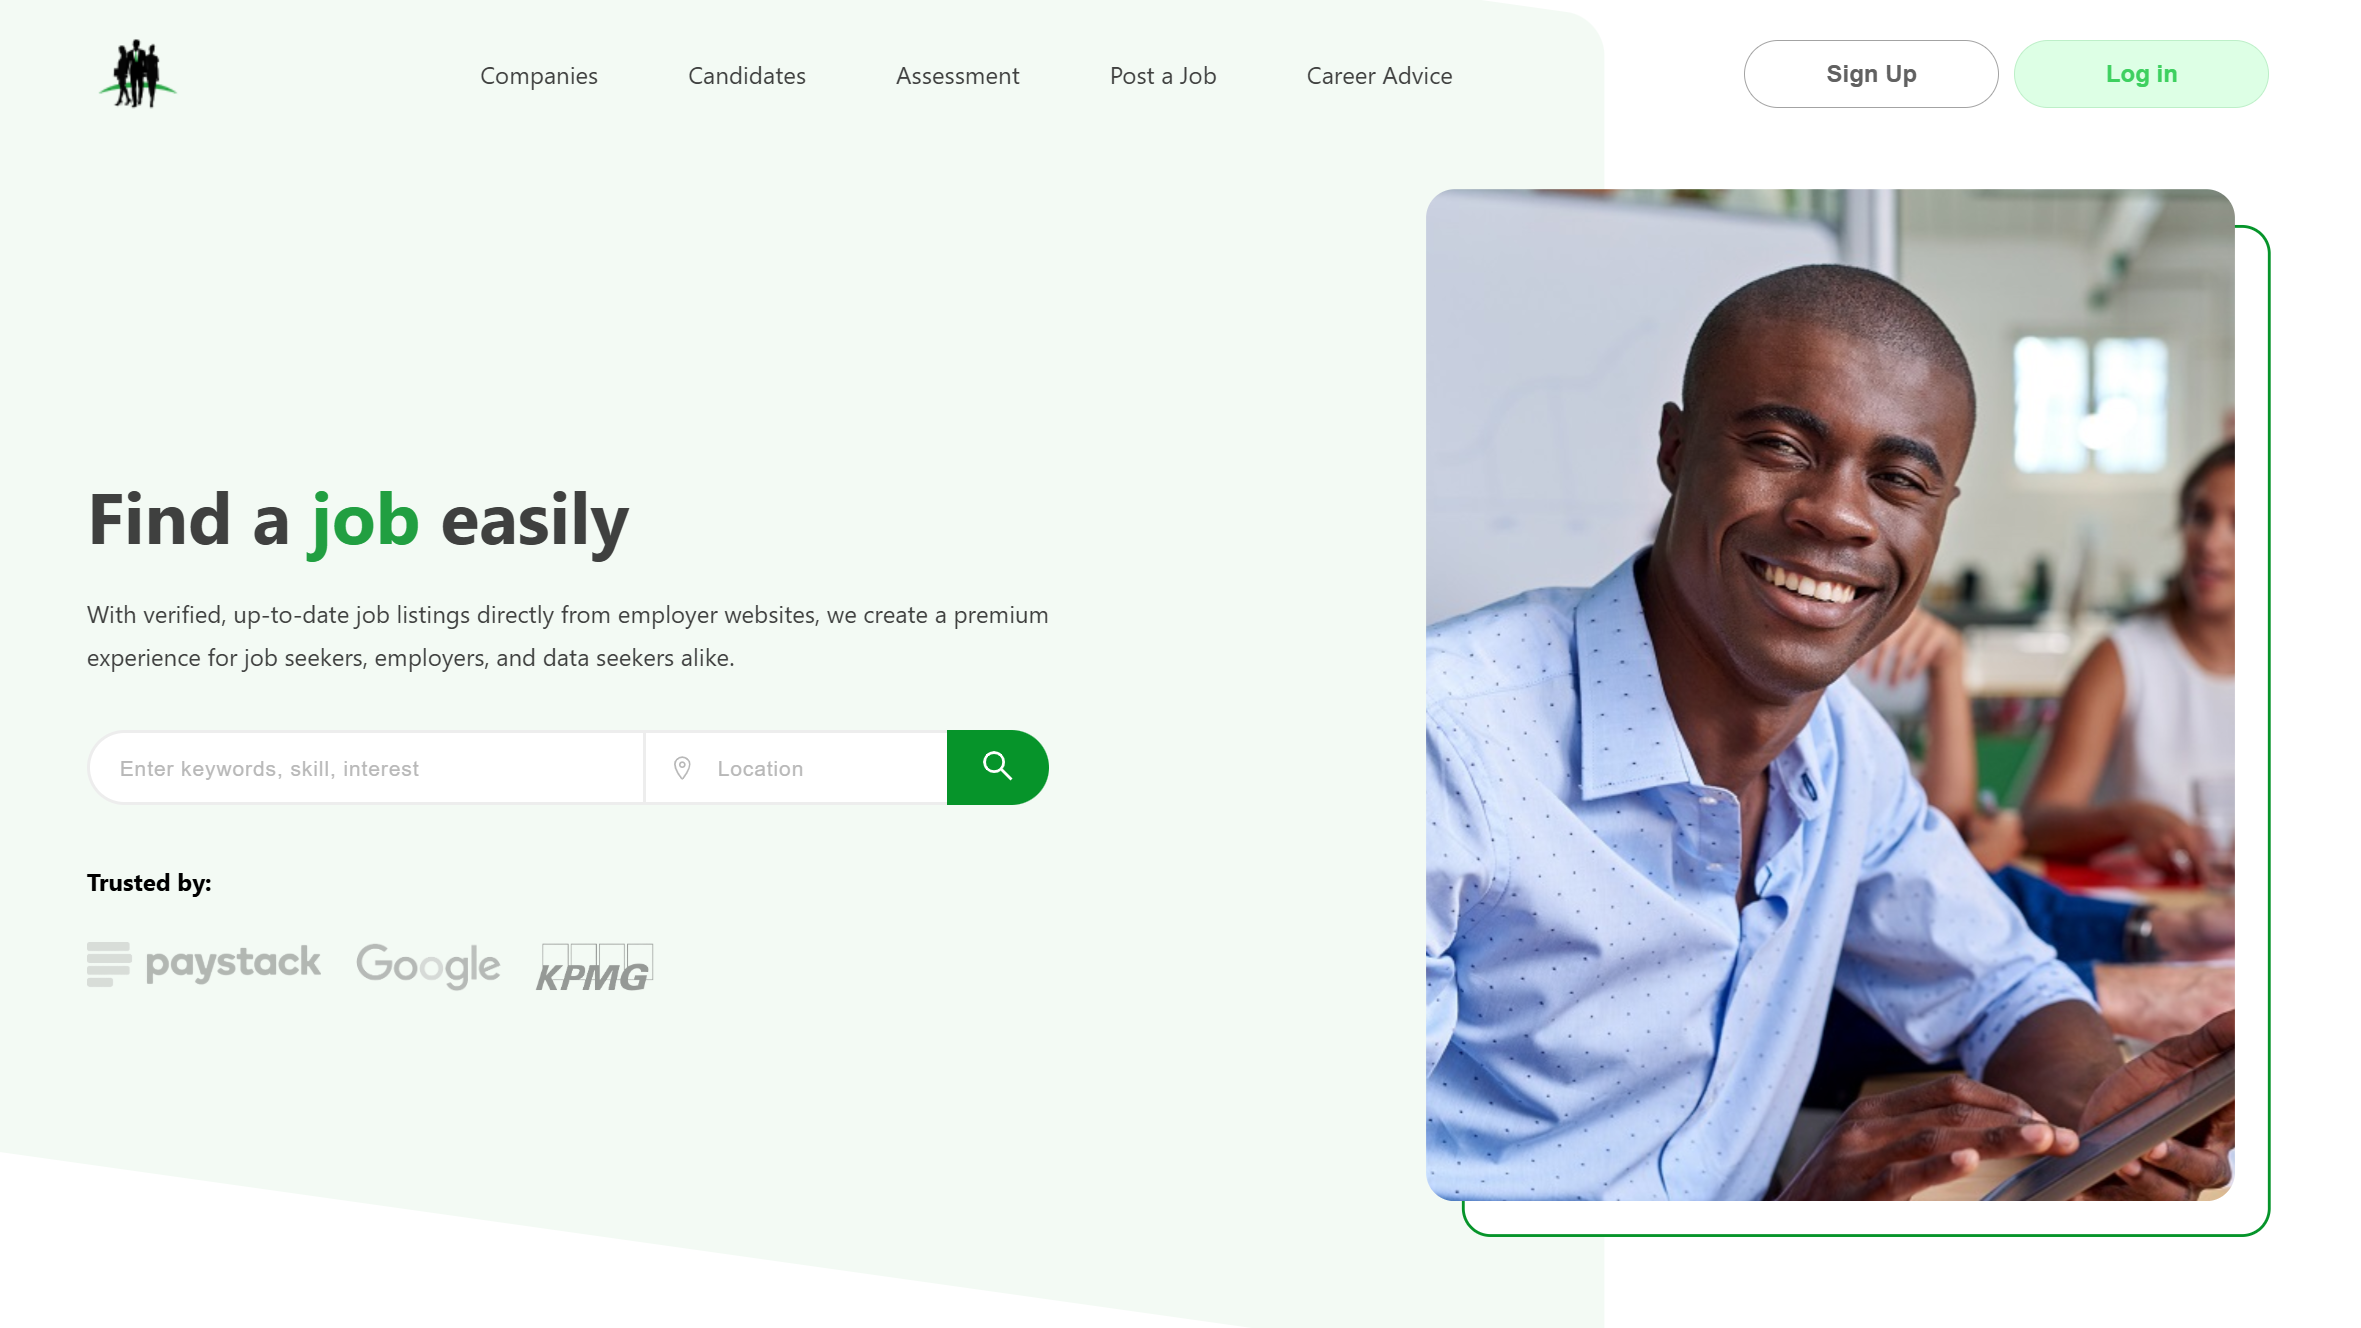 Companies
Candidates
Assessment
Post a Job
Career Advice
Sign Up
Log in
Find a job easily
With verified, up-to-date job listings directly from employer websites, we create a premium
experience for job seekers, employers, and data seekers alike.
Enter keywords, skill, interest
Location
Trusted by:
paystack
Google
KPMG